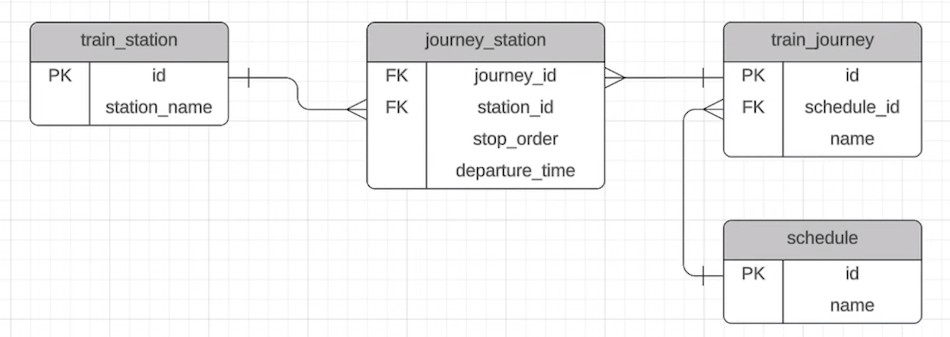 train_station
PK id
station_name
journey_station
FK journey_id
FK station_id
stop_order
departure_time
train_journey
PK id
FK schedule_id
name
schedule
PK id
name